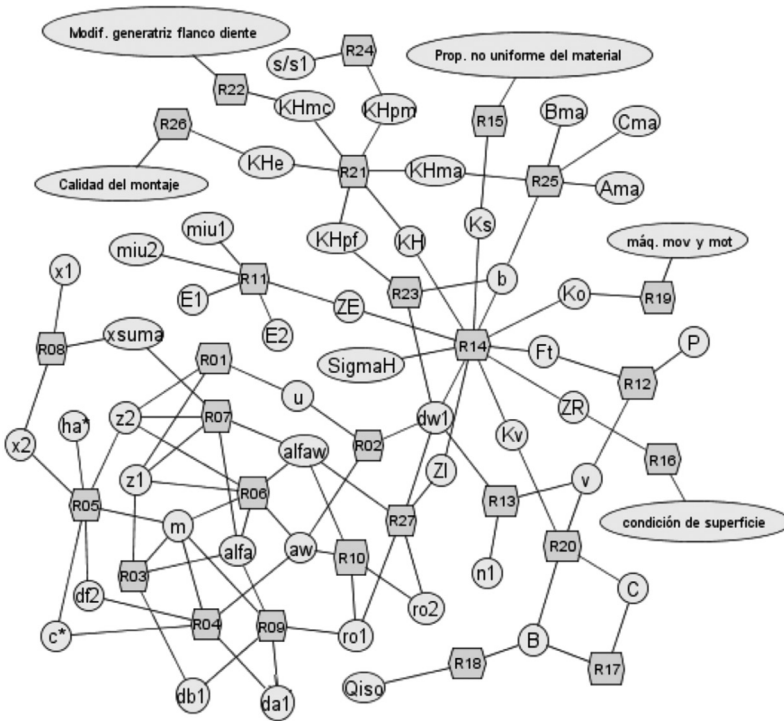 Modif. generatriz flanco diente
s/s1
R24
Prop. no uniforme del material
R22
KHmc
KHpm
R15
Bma
Cma
R26
KHe
R21
KHma
R25
Ama
Calidad del montaje
miu1
KHpf
KH
Ks
máq. mov y mot
miu2
x1
R11
R23
b
Ko
R19
E1
ZE
E2
R08
xsuma
R14
Ft
P
R01
SigmaH
R12
u
ZR
ha*
z2
R07
dw1
Kv
x2
alfaw
R02
ZI
R16
z1
R06
R13
v
R05
m
R27
condición de superficie
alfa
aw
R10
R20
R03
n1
df2
C
ro2
c*
R04
R09
ro1
B
R18
R17
db1
da1
Qiso